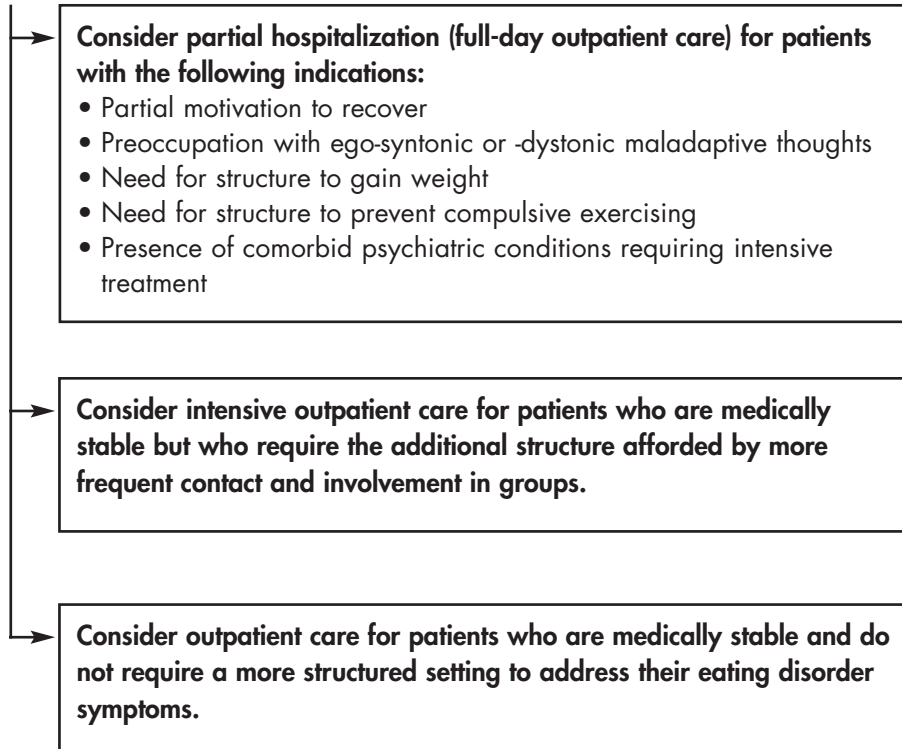 Consider partial hospitalization (full-day outpatient care) for patients
with the following indications:
• Partial motivation to recover
• Preoccupation with ego-syntonic or -dystonic maladaptive thoughts
• Need for structure to gain weight
• Need for structure to prevent compulsive exercising
• Presence of comorbid psychiatric conditions requiring intensive
treatment
Consider intensive outpatient care for patients who are medically
stable but who require the additional structure afforded by more
frequent contact and involvement in groups.
Consider outpatient care for patients who are medically stable and do
not require a more structured setting to address their eating disorder
symptoms.